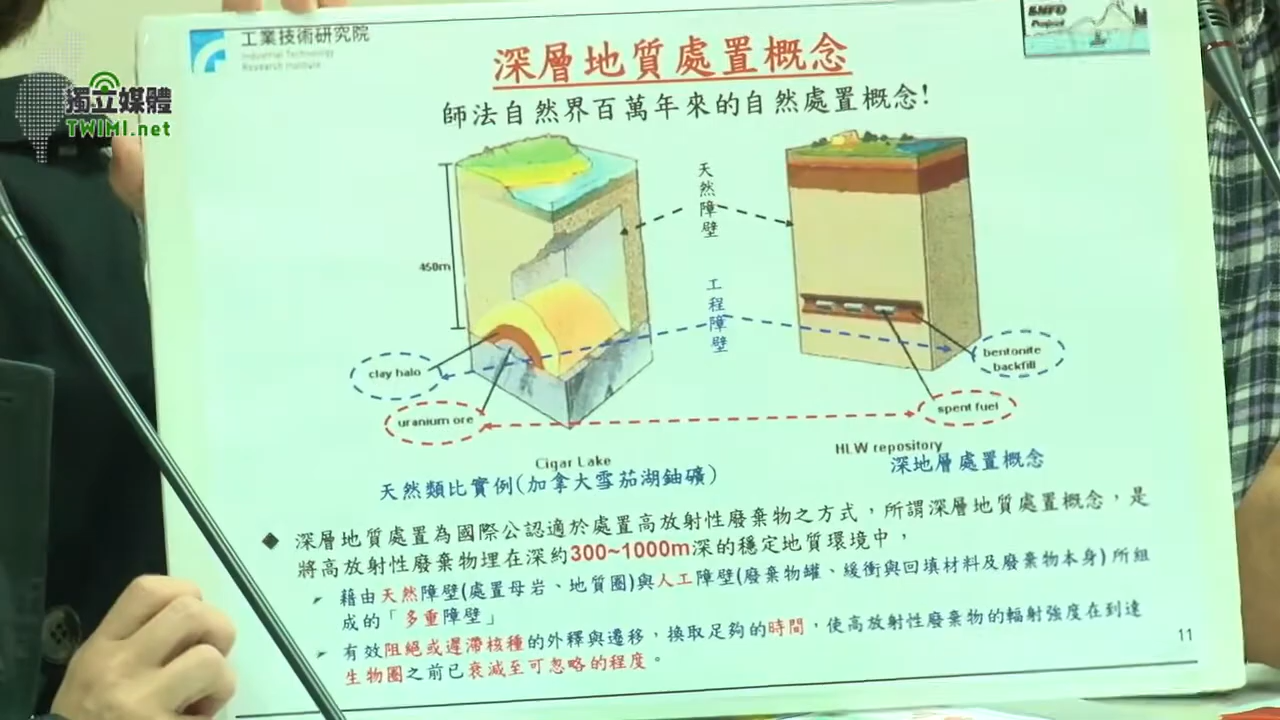 工業技術研究院
Industrial Technology
Research Institute
SNFD
Project
獨立媒體
TWIMI.net
深層地質處置概念
師法自然界百萬年來的自然處置概念!
天然障壁
450m
工程障壁
clay halo
bentonite
backfill
uranium ore
spent fuel
Cigar Lake
HLW repository
天然類比實例(加拿大雪茄湖鈾礦)
深地層處置概念
◆ 深層地質處置為國際公認適於處置高放射性廢棄物之方式,所謂深層地質處置概念,是
將高放射性廢棄物埋在深約300~1000m深的穩定地質環境中,
藉由天然障壁(處置母岩、地質圈)與人工障壁(廢棄物罐、緩衝與回填材料及廢棄物本身)所組
成的「多重障壁」
有效阻絕或遲滯核種的外釋與遷移,換取足夠的時間,使高放射性廢棄物的輻射強度在到達
生物圈之前已衰減至可忽略的程度。
11